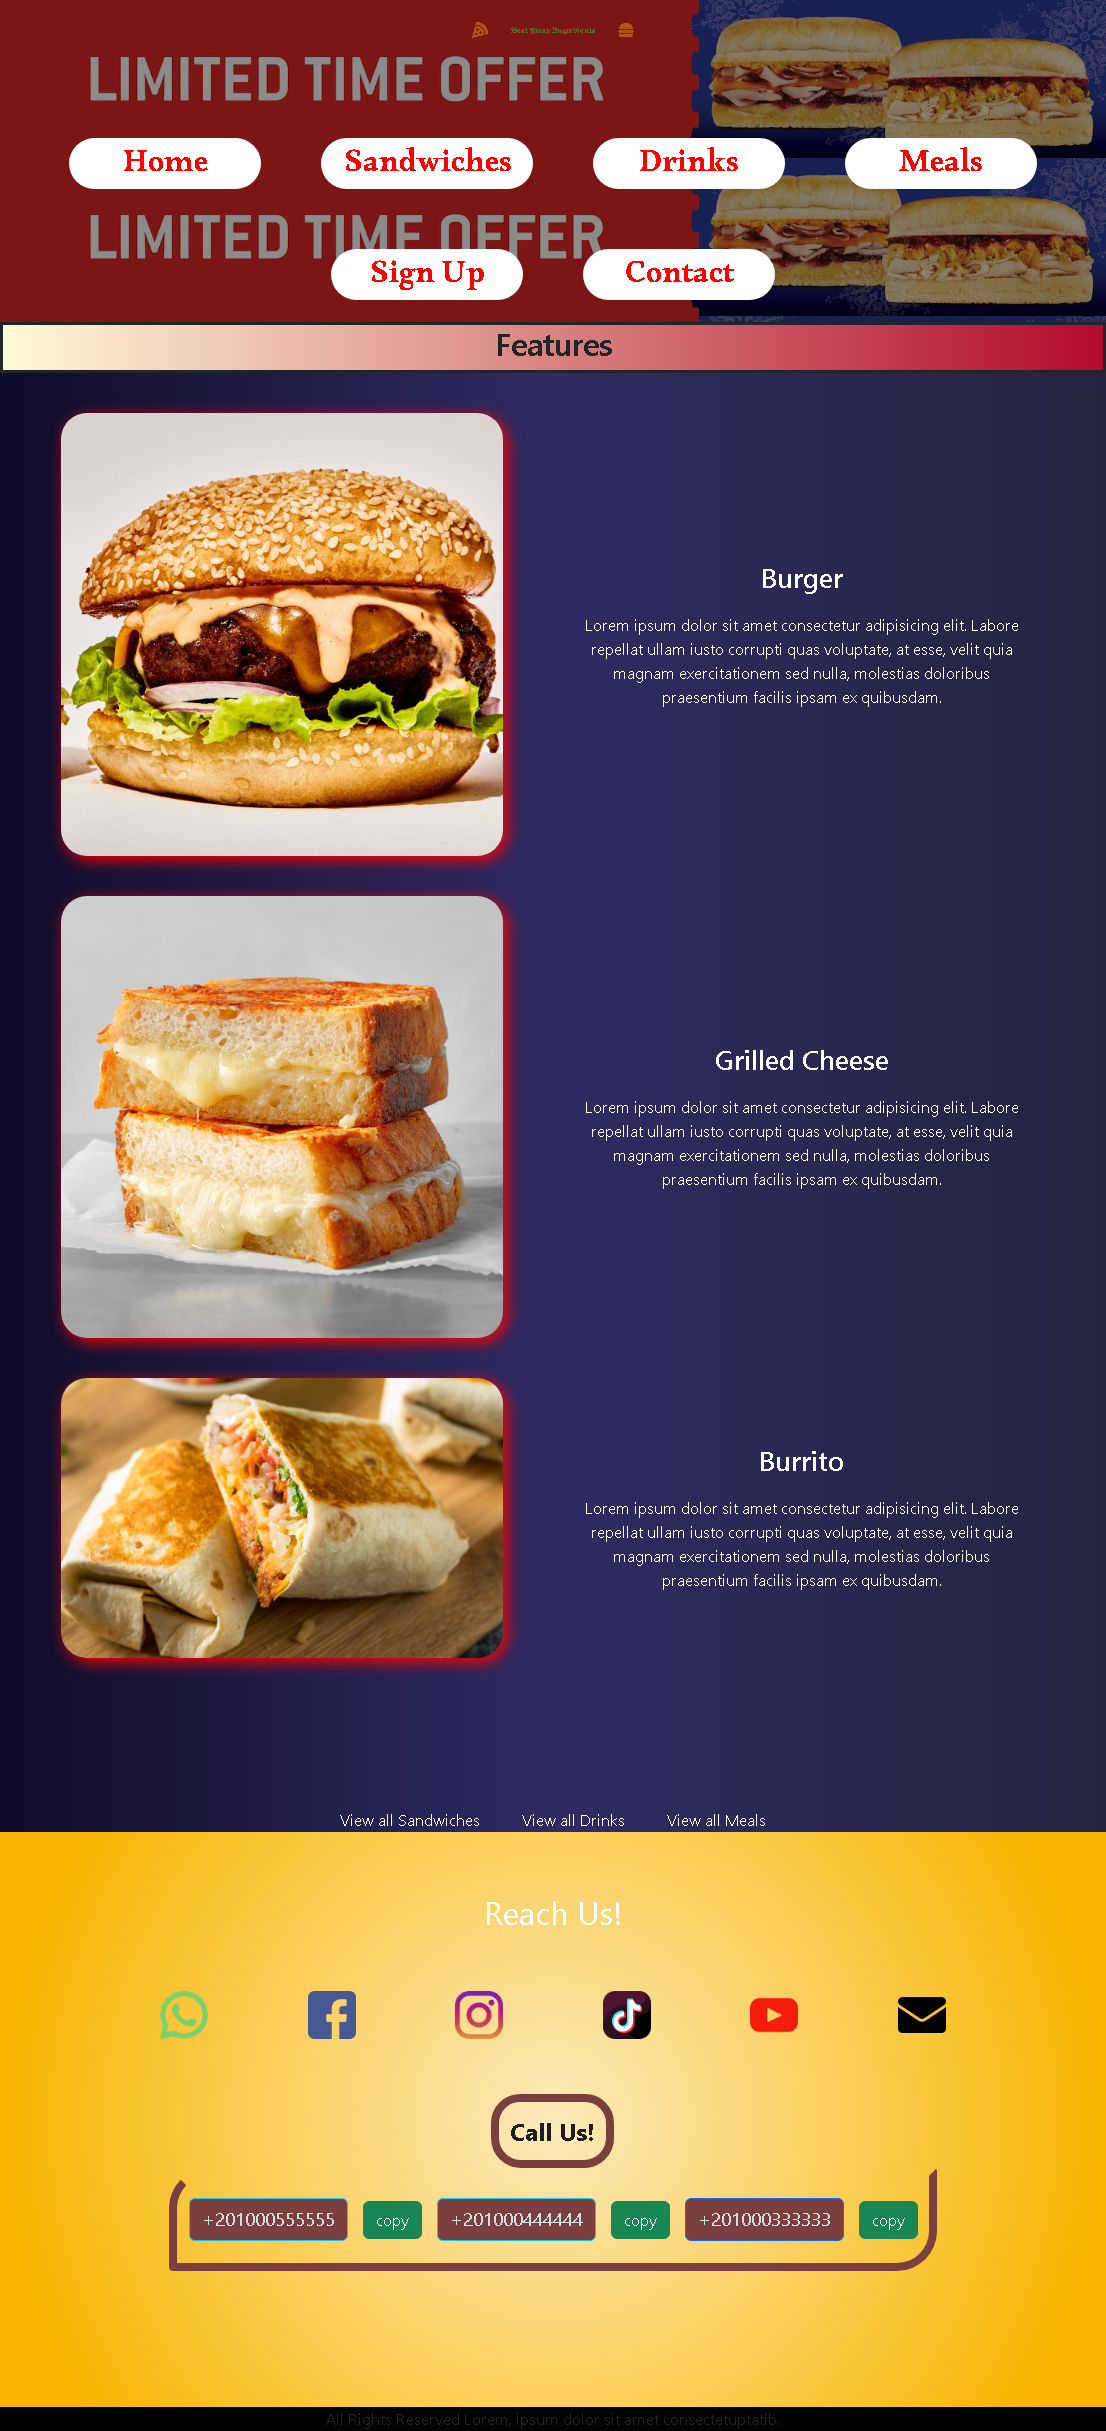 Best Fresh Ingredients
LIMITED TIME OFFER
Home
Sandwiches
Drinks
Meals
LIMITED TIME OFFER
Sign Up
Contact
Features
Burger
Lorem ipsum dolor sit amet consectetur adipisicing elit. Labore
repellat ullam iusto corrupti quas voluptate, at esse, velit quia
magnam exercitationem sed nulla, molestias doloribus
praesentium facilis ipsam ex quibusdam.
Grilled Cheese
Lorem ipsum dolor sit amet consectetur adipisicing elit. Labore
repellat ullam iusto corrupti quas voluptate, at esse, velit quia
magnam exercitationem sed nulla, molestias doloribus
praesentium facilis ipsam ex quibusdam.
Burrito
Lorem ipsum dolor sit amet consectetur adipisicing elit. Labore
repellat ullam iusto corrupti quas voluptate, at esse, velit quia
magnam exercitationem sed nulla, molestias doloribus
praesentium facilis ipsam ex quibusdam.
View all Sandwiches View all Drinks View all Meals
Reach Us!
Call Us!
+201000555555 copy +201000444444 copy +201000333333 copy
All Rights Reserved Lorem, ipsum dolor sit amet consectetuptatib.